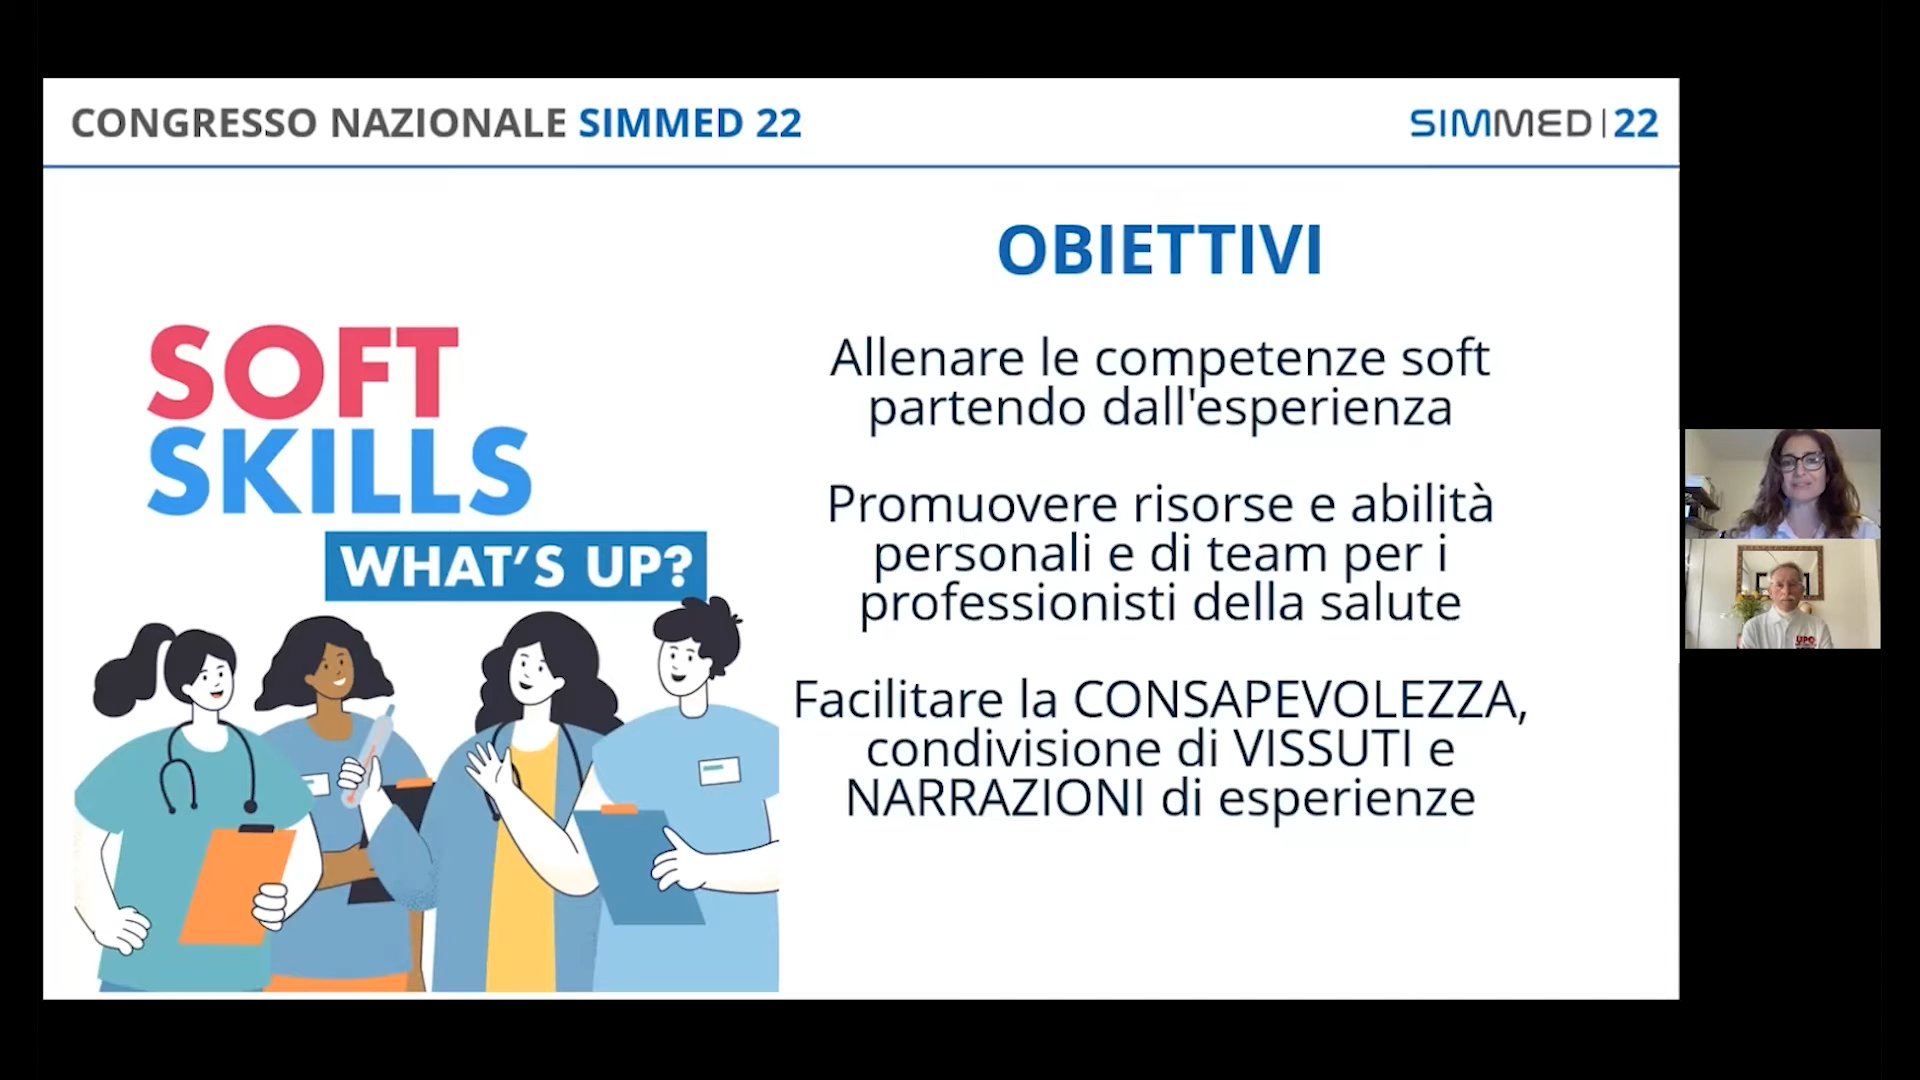 CONGRESSO NAZIONALE SIMMED 22
SIMMED|22
OBIETTIVI
SOFT
SKILLS
WHAT'S UP?
Allenare le competenze soft
partendo dall'esperienza
Promuovere risorse e abilità
personali e di team per i
professionisti della salute
Facilitare la CONSAPEVOLEZZA,
condivisione di VISSUTI e
NARRAZIONI di esperienze
UPO